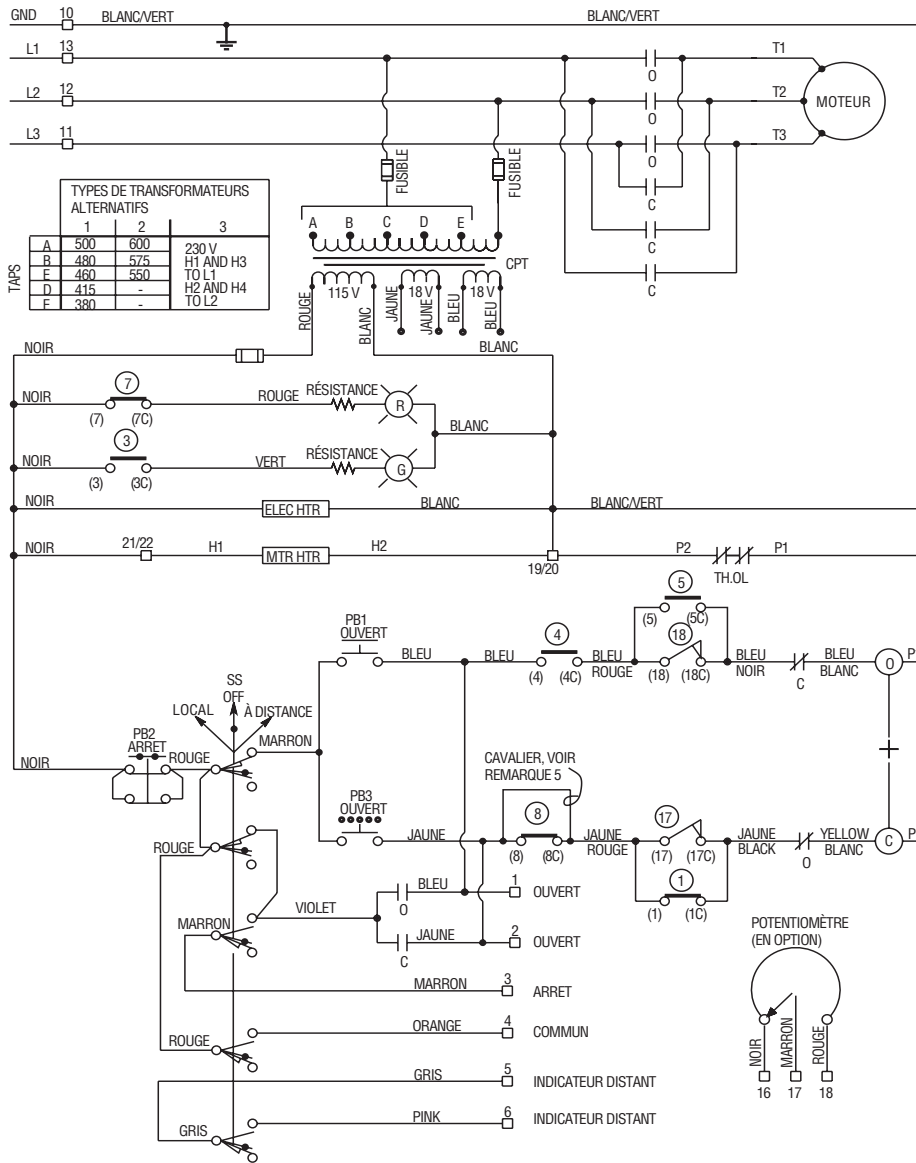 GND 10 BLANC/VERT BLANC/VERT
L1 13 T1
O
L2 12 T2 MOTEUR
O
L3 11 T3
O
FUSIBLE FUSIBLE
C
C
C
TYPES DE TRANSFORMATEURS
ALTERNATIFS
1 2 3
TAPS
A 500 600 230 V
B 480 575 H1 AND H3
E 460 550 TO L1
D 415 - H2 AND H4
F 380 - TO L2
A B C D E
CPT
115 V 18 V 18 V
ROUGE BLANC JAUNE JAUNE BLEU BLEU
NOIR BLANC
7
NOIR ROUGE RÉSISTANCE R
(7) (7C)
BLANC
3
NOIR VERT RÉSISTANCE G
(3) (3C)
NOIR ELEC HTR BLANC BLANC/VERT
NOIR 21/22 H1 MTR HTR H2 19/20 P2 P1
TH.OL
PB1
OUVERT
5
(5) (5C)
BLEU BLEU 4 BLEU 18 BLEU BLEU O P
(4) (4C) ROUGE (18) (18C) NOIR C BLANC
SS
OFF
LOCAL À DISTANCE
MARRON
PB2
ARRET
NOIR ROUGE
CAVALIER, VOIR
REMARQUE 5
PB3
OUVERT
JAUNE 8 JAUNE 17 JAUNE YELLOW C P
(8) (8C) ROUGE (17) (17C) BLACK O BLANC
1
(1) (1C)
ROUGE
BLEU 1 OUVERT
O
VIOLET
JAUNE 2 OUVERT
C
MARRON
MARRON 3 ARRET
ORANGE 4 COMMUN
ROUGE
GRIS 5 INDICATEUR DISTANT
PINK 6 INDICATEUR DISTANT
GRIS
POTENTIOMÈTRE
(EN OPTION)
NOIR MARRON ROUGE
16 17 18